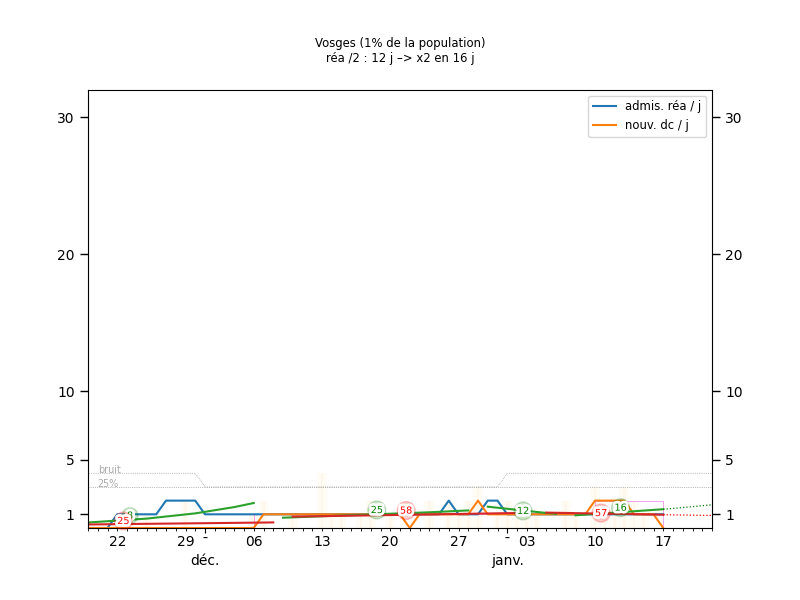 Vosges (1% de la population)
réa /2 : 12 j –> x2 en 16 j
admis. réa / j
nouv. dc / j
30 30
20 20
10 10
5 5
1 1
bruit
25%
25 25 58 12 57 16
22 29 - 06 13 20 27 - 03 10 17
déc. janv.